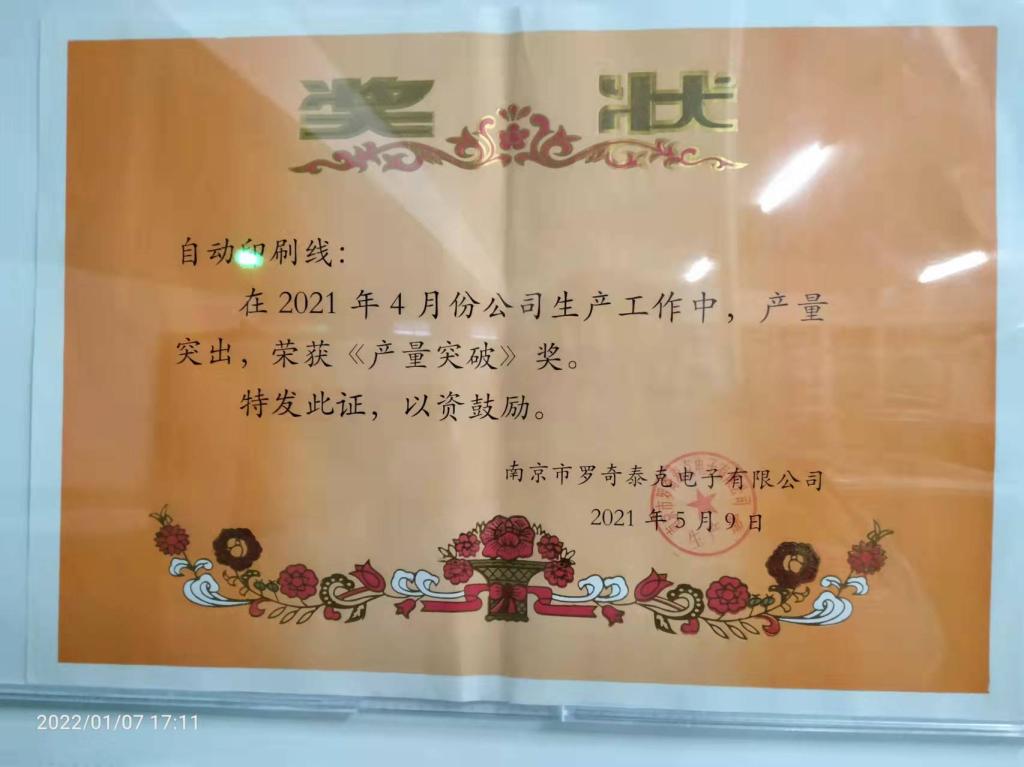 奖状
自动印刷线：
在2021年4月份公司生产工作中，产量
突出，荣获《产量突破》奖。
特发此证，以资鼓励。
南京市罗奇泰克电子有限公司
2021年5月9日
2022/01/07 17:11